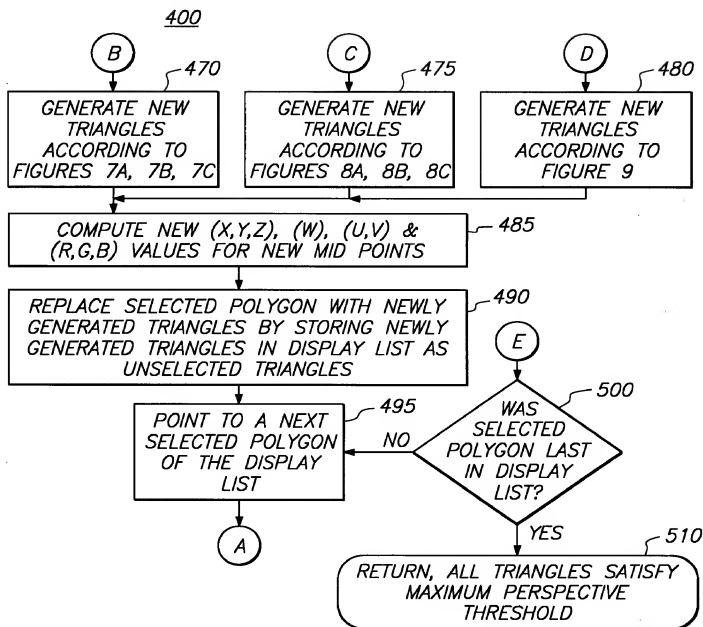 400
B
C
D
470
475
480
GENERATE NEW
TRIANGLES
ACCORDING TO
FIGURES 7A, 7B, 7C
GENERATE NEW
TRIANGLES
ACCORDING TO
FIGURES 8A, 8B, 8C
GENERATE NEW
TRIANGLES
ACCORDING TO
FIGURE 9
COMPUTE NEW (X,Y,Z), (W), (U,V) &
(R,G,B) VALUES FOR NEW MID POINTS
485
REPLACE SELECTED POLYGON WITH NEWLY
GENERATED TRIANGLES BY STORING NEWLY
GENERATED TRIANGLES IN DISPLAY LIST AS
UNSELECTED TRIANGLES
490
E
POINT TO A NEXT
SELECTED POLYGON
OF THE DISPLAY
LIST
495
NO
WAS
SELECTED
POLYGON LAST
IN DISPLAY
LIST?
500
A
YES
RETURN, ALL TRIANGLES SATISFY
MAXIMUM PERSPECTIVE
THRESHOLD
510